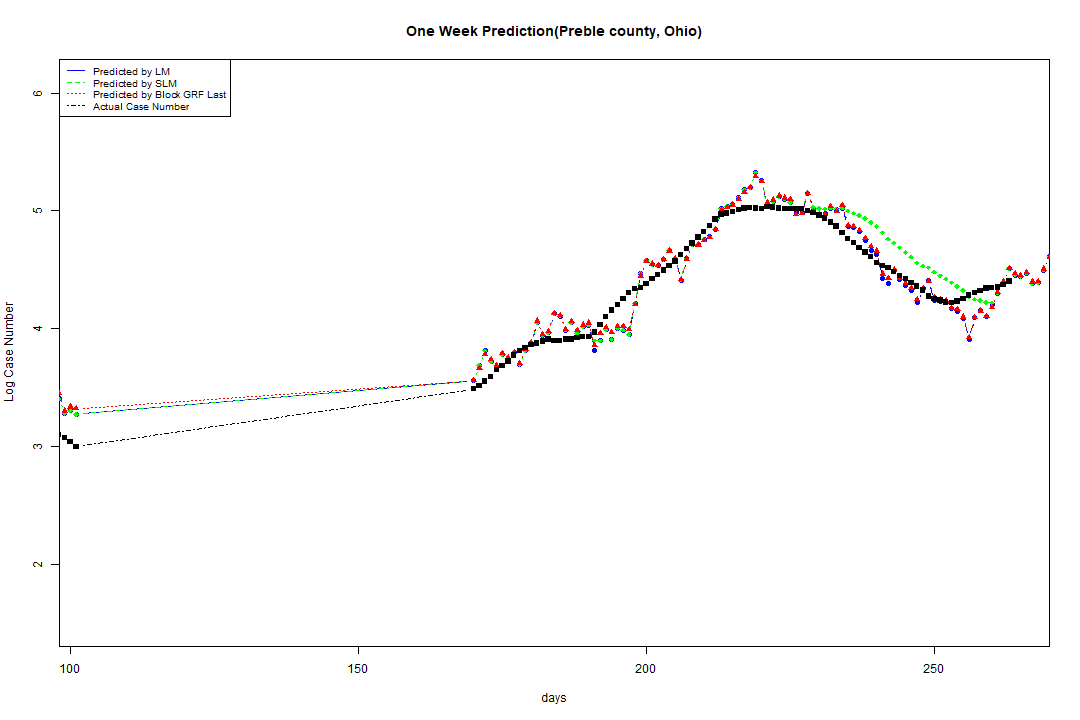 One Week Prediction(Preble county, Ohio)
Predicted by LM
Predicted by SLM
Predicted by Block GRF Last
Actual Case Number
6
5
4
3
2
Log Case Number
100
150
200
250
days